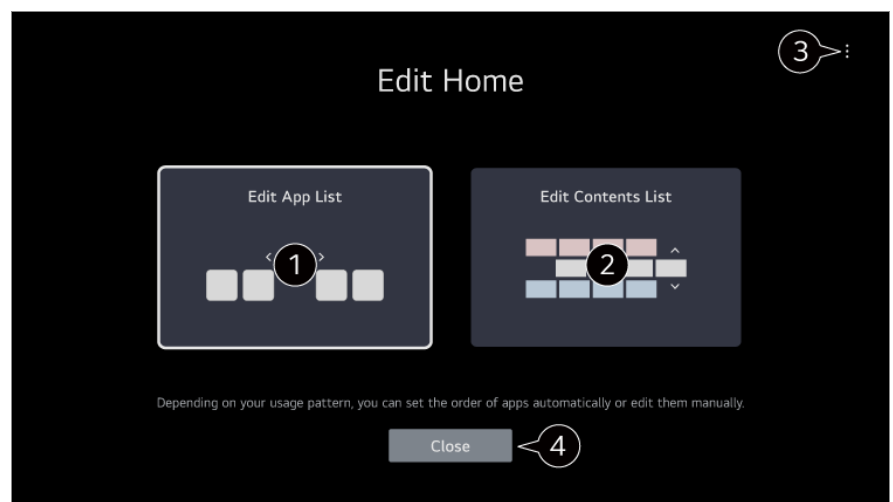 3
Edit Home
Edit App List
Edit Contents List
1
2
Depending on your usage pattern, you can set the order of apps automatically or edit them manually.
Close
4